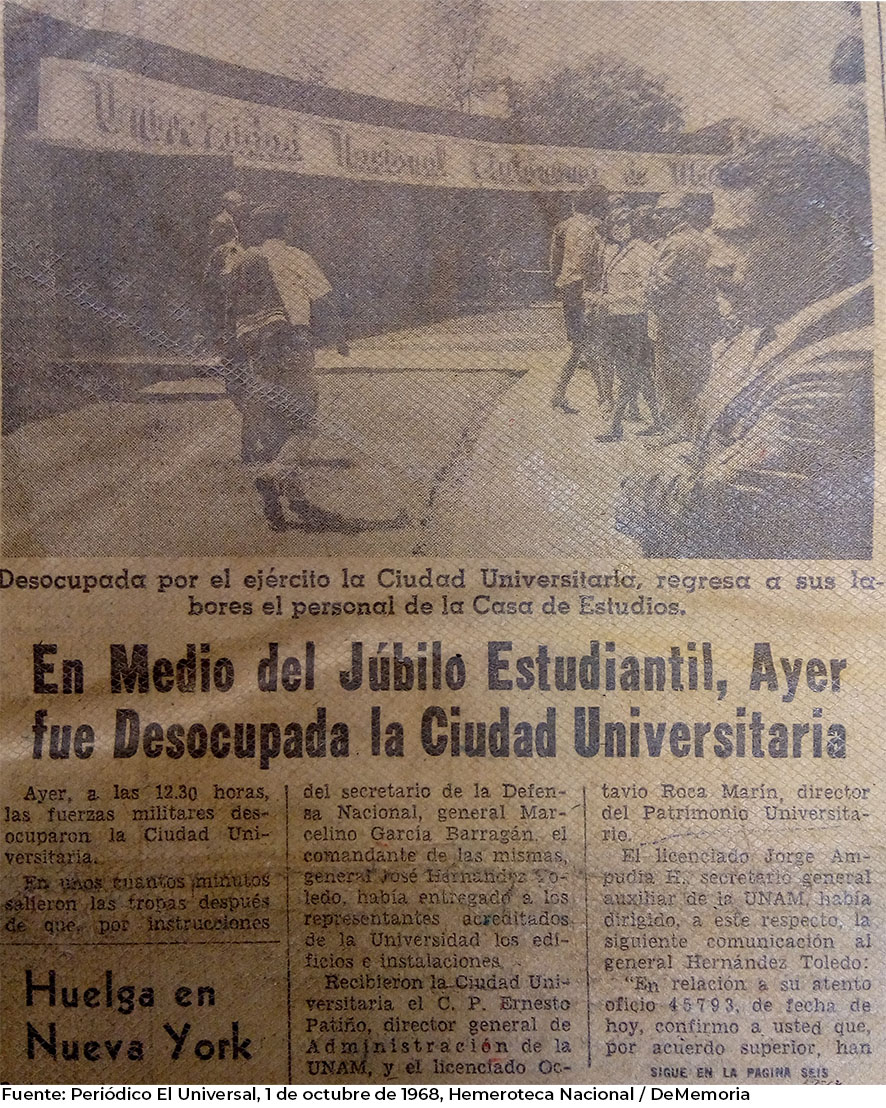 Universidad Nacional Autónoma de
Desocupada por el ejército la Ciudad Universitaria, regresa a sus la-
bores el personal de la Casa de Estudios.
En Medio del Júbilo Estudiantil, Ayer
fue Desocupada la Ciudad Universitaria
Ayer, a las 12.30 horas,
las fuerzas militares des-
ocuparon la Ciudad Uni-
versitaria.
En unos cuantos minutos
salieron las tropas después
de que, por instrucciones
Huelga en
Nueva York
del secretario de la Defen-
sa Nacional, general Mar-
celino García Barragán, el
comandante de las mismas,
general José Hernández To-
ledo, había entregado a los
representantes acreditados
de la Universidad los edi-
ficios e instalaciones.
Recibieron la Ciudad Uni-
versitaria el C. P. Ernesto
Patiño, director general de
Administración de la
UNAM, y el licenciado Oc-
tavio Roca Marín, director
del Patrimonio Universita-
rio.
El licenciado Jorge Am-
pudia H., secretario general
auxiliar de la UNAM, había
dirigido, a este respecto, la
siguiente comunicación al
general Hernández Toledo:
"En relación a su atento
oficio 45793, de fecha de
hoy, confirmo a usted que,
por acuerdo superior, han
SIGUE EN LA PAGINA SEIS
Fuente: Periódico El Universal, 1 de octubre de 1968, Hemeroteca Nacional / DeMemoria